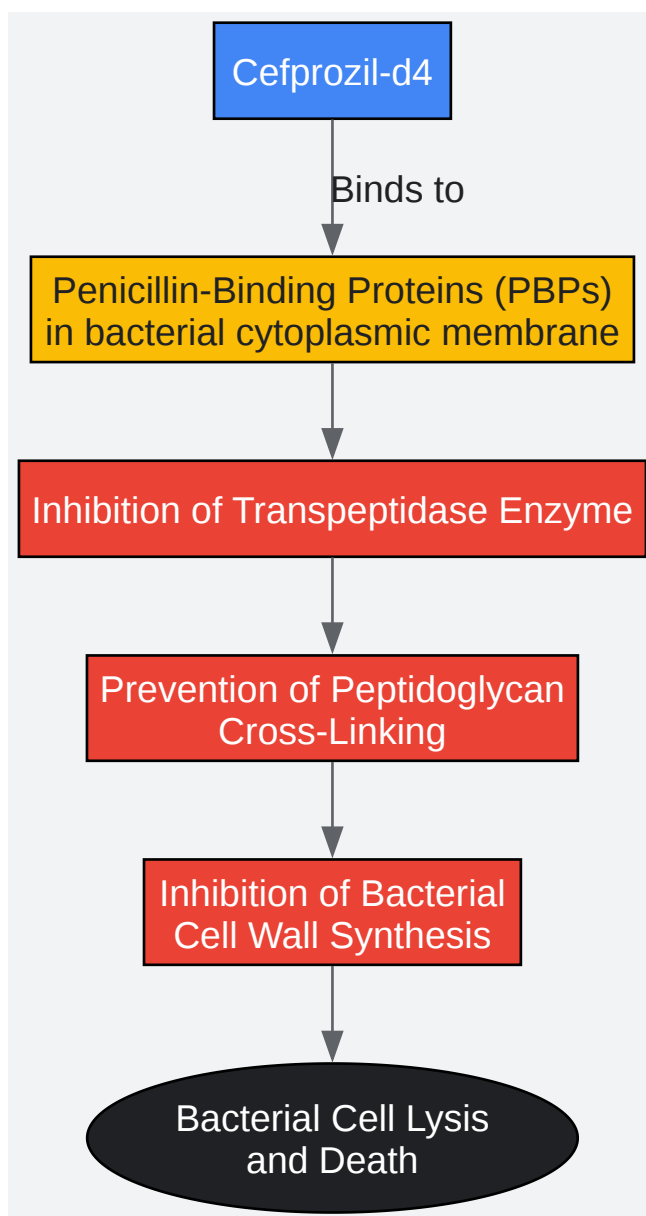 Cefprozil-d4
Binds to
Penicillin-Binding Proteins (PBPs)
in bacterial cytoplasmic membrane
Inhibition of Transpeptidase Enzyme
Prevention of Peptidoglycan
Cross-Linking
Inhibition of Bacterial
Cell Wall Synthesis
Bacterial Cell Lysis
and Death